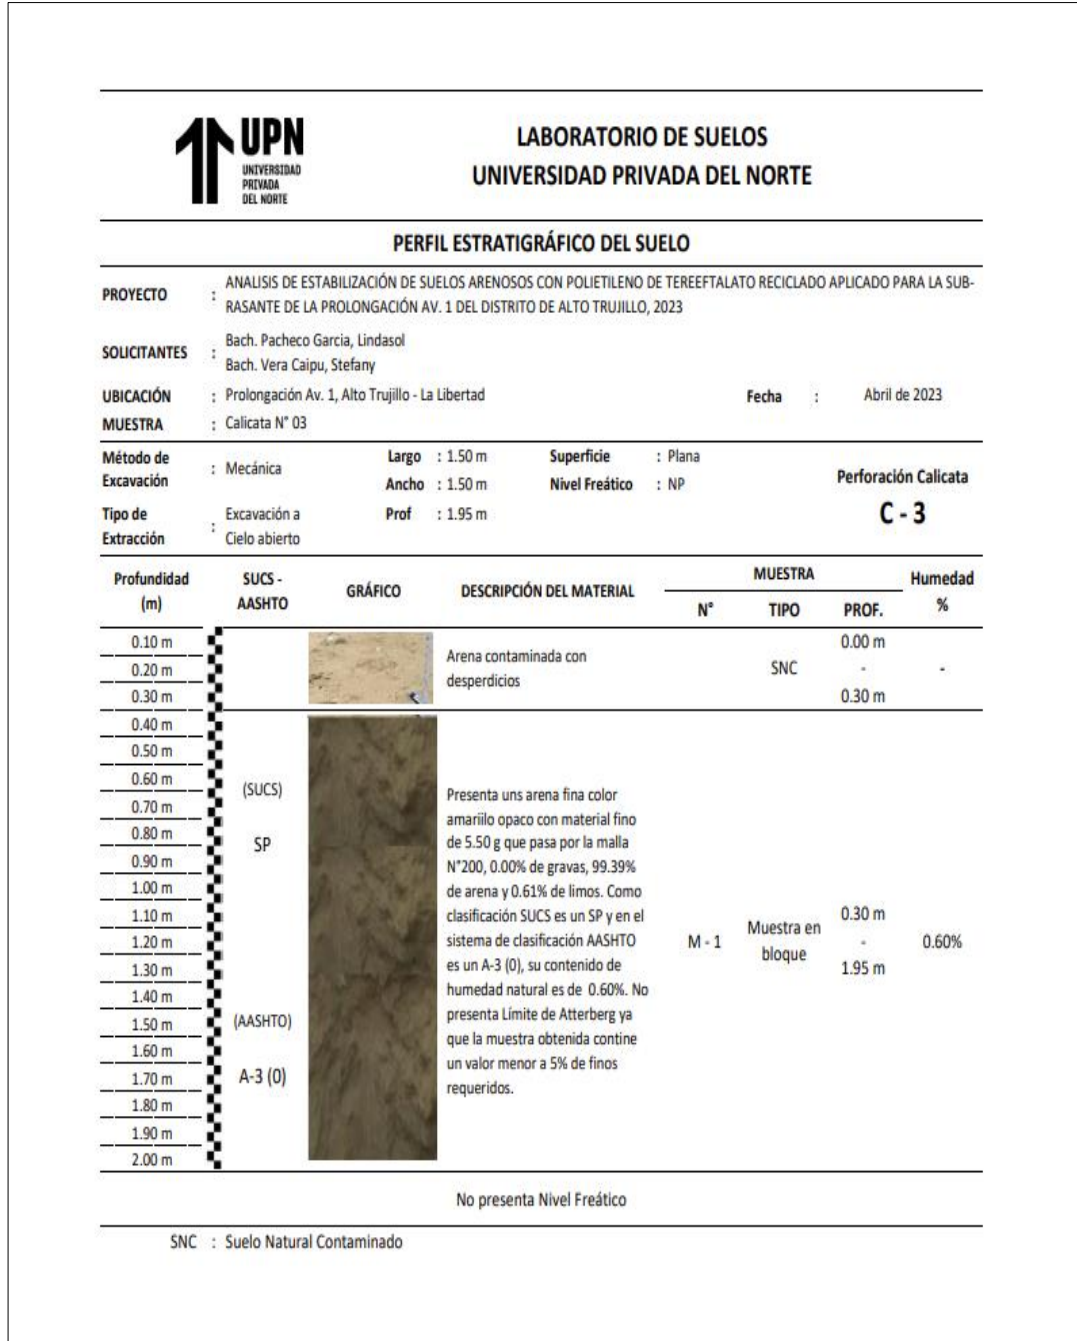 UPN
UNIVERSIDAD
PRIVADA
DEL NORTE
LABORATORIO DE SUELOS
UNIVERSIDAD PRIVADA DEL NORTE
PERFIL ESTRATIGRÁFICO DEL SUELO
PROYECTO : ANALISIS DE ESTABILIZACIÓN DE SUELOS ARENOSOS CON POLIETILENO DE TEREEFTALATO RECICLADO APLICADO PARA LA SUB-
RASANTE DE LA PROLONGACIÓN AV. 1 DEL DISTRITO DE ALTO TRUJILLO, 2023
SOLICITANTES : Bach. Pacheco Garcia, Lindasol
Bach. Vera Caipu, Stefany
UBICACIÓN : Prolongación Av. 1, Alto Trujillo - La Libertad Fecha : Abril de 2023
MUESTRA : Calicata N° 03
Método de Excavación : Mecánica
Largo : 1.50 m Superficie : Plana
Ancho : 1.50 m Nivel Freático : NP
Perforación Calicata
C - 3
Tipo de Extracción : Excavación a Cielo abierto
Prof : 1.95 m
Profundidad (m) SUCS - AASHTO GRÁFICO DESCRIPCIÓN DEL MATERIAL MUESTRA Humedad %
N° TIPO PROF.
0.10 m
0.20 m
0.30 m
Arena contaminada con
desperdicios
SNC
0.00 m
-
0.30 m
-
0.40 m
0.50 m
0.60 m
0.70 m
0.80 m
0.90 m
1.00 m
1.10 m
1.20 m
1.30 m
1.40 m
1.50 m
1.60 m
1.70 m
1.80 m
1.90 m
2.00 m
(SUCS)
SP
(AASHTO)
A-3 (0)
Presenta uns arena fina color
amariilo opaco con material fino
de 5.50 g que pasa por la malla
N°200, 0.00% de gravas, 99.39%
de arena y 0.61% de limos. Como
clasificación SUCS es un SP y en el
sistema de clasificación AASHTO
es un A-3 (0), su contenido de
humedad natural es de 0.60%. No
presenta Límite de Atterberg ya
que la muestra obtenida contine
un valor menor a 5% de finos
requeridos.
M - 1
Muestra en
bloque
0.30 m
-
1.95 m
0.60%
No presenta Nivel Freático
SNC : Suelo Natural Contaminado